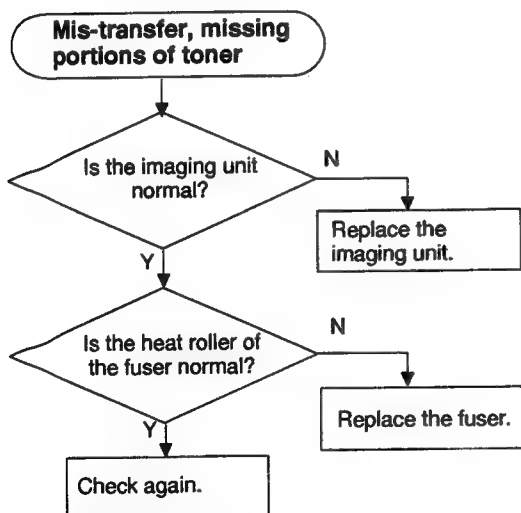 Mis-transfer, missing
portions of toner
Is the imaging unit
normal?
N
Replace the
imaging unit.
Y
Is the heat roller of
the fuser normal?
N
Replace the fuser.
Y
Check again.